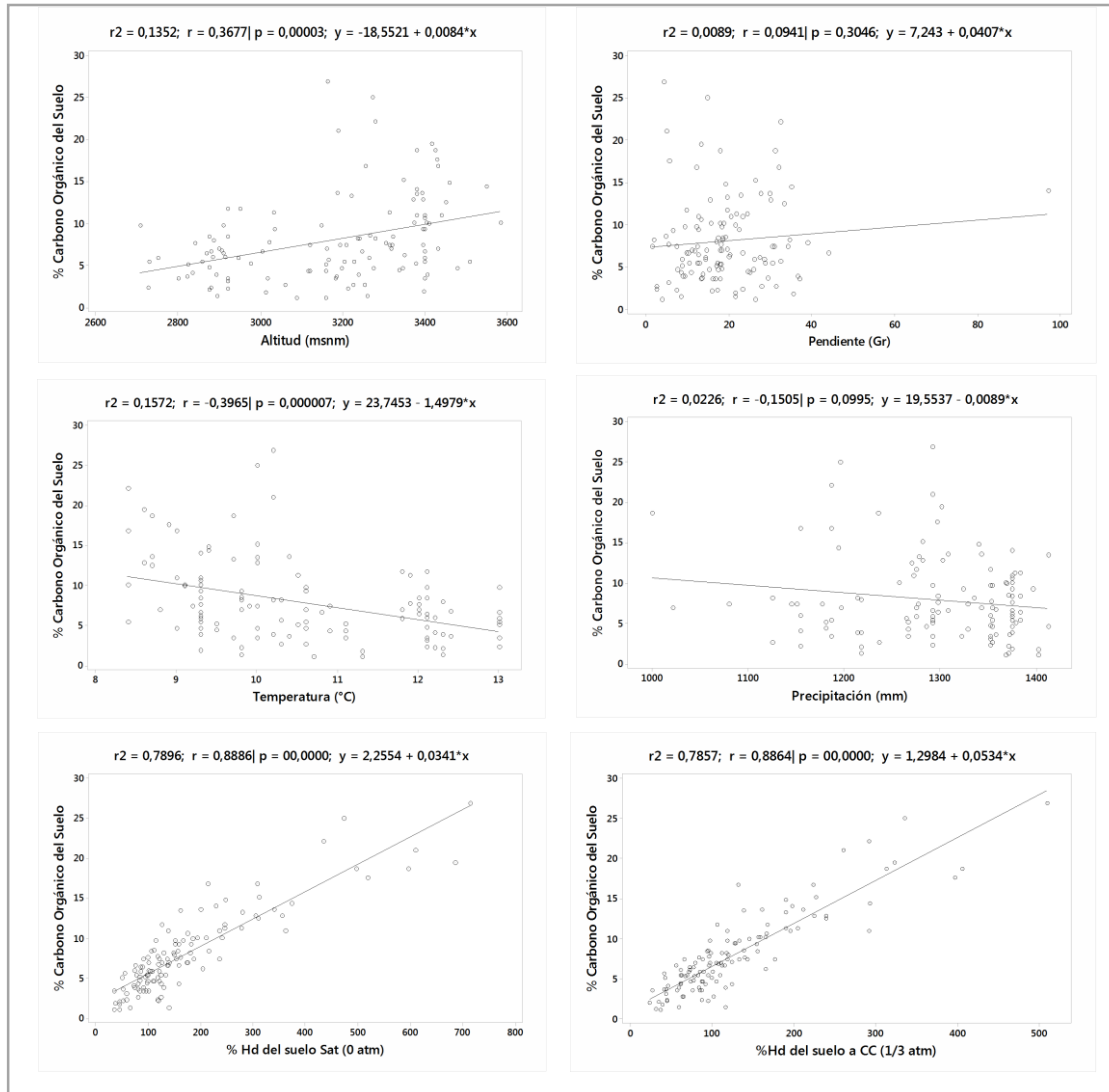 r2 = 0,1352; r = 0,3677| p = 0,00003; y = -18,5521 + 0,0084*x
% Carbono Orgánico del Suelo
30
25
20
15
10
5
0
2600 2800 3000 3200 3400 3600
Altitud (msnm)
r2 = 0,0089; r = 0,0941| p = 0,3046; y = 7,243 + 0,0407*x
% Carbono Orgánico del Suelo
30
25
20
15
10
5
0
0 20 40 60 80 100
Pendiente (Gr)
r2 = 0,1572; r = -0,3965| p = 0,000007; y = 23,7453 - 1,4979*x
% Carbono Orgánico del Suelo
30
25
20
15
10
5
0
8 9 10 11 12 13
Temperatura (°C)
r2 = 0,0226; r = -0,1505| p = 0,0995; y = 19,5537 - 0,0089*x
% Carbono Orgánico del Suelo
30
25
20
15
10
5
0
1000 1100 1200 1300 1400
Precipitación (mm)
r2 = 0,7896; r = 0,8886| p = 00,0000; y = 2,2554 + 0,0341*x
% Carbono Orgánico del Suelo
30
25
20
15
10
5
0
0 100 200 300 400 500 600 700 800
% Hd del suelo Sat (0 atm)
r2 = 0,7857; r = 0,8864| p = 00,0000; y = 1,2984 + 0,0534*x
% Carbono Orgánico del Suelo
30
25
20
15
10
5
0
0 100 200 300 400 500
%Hd del suelo a CC (1/3 atm)